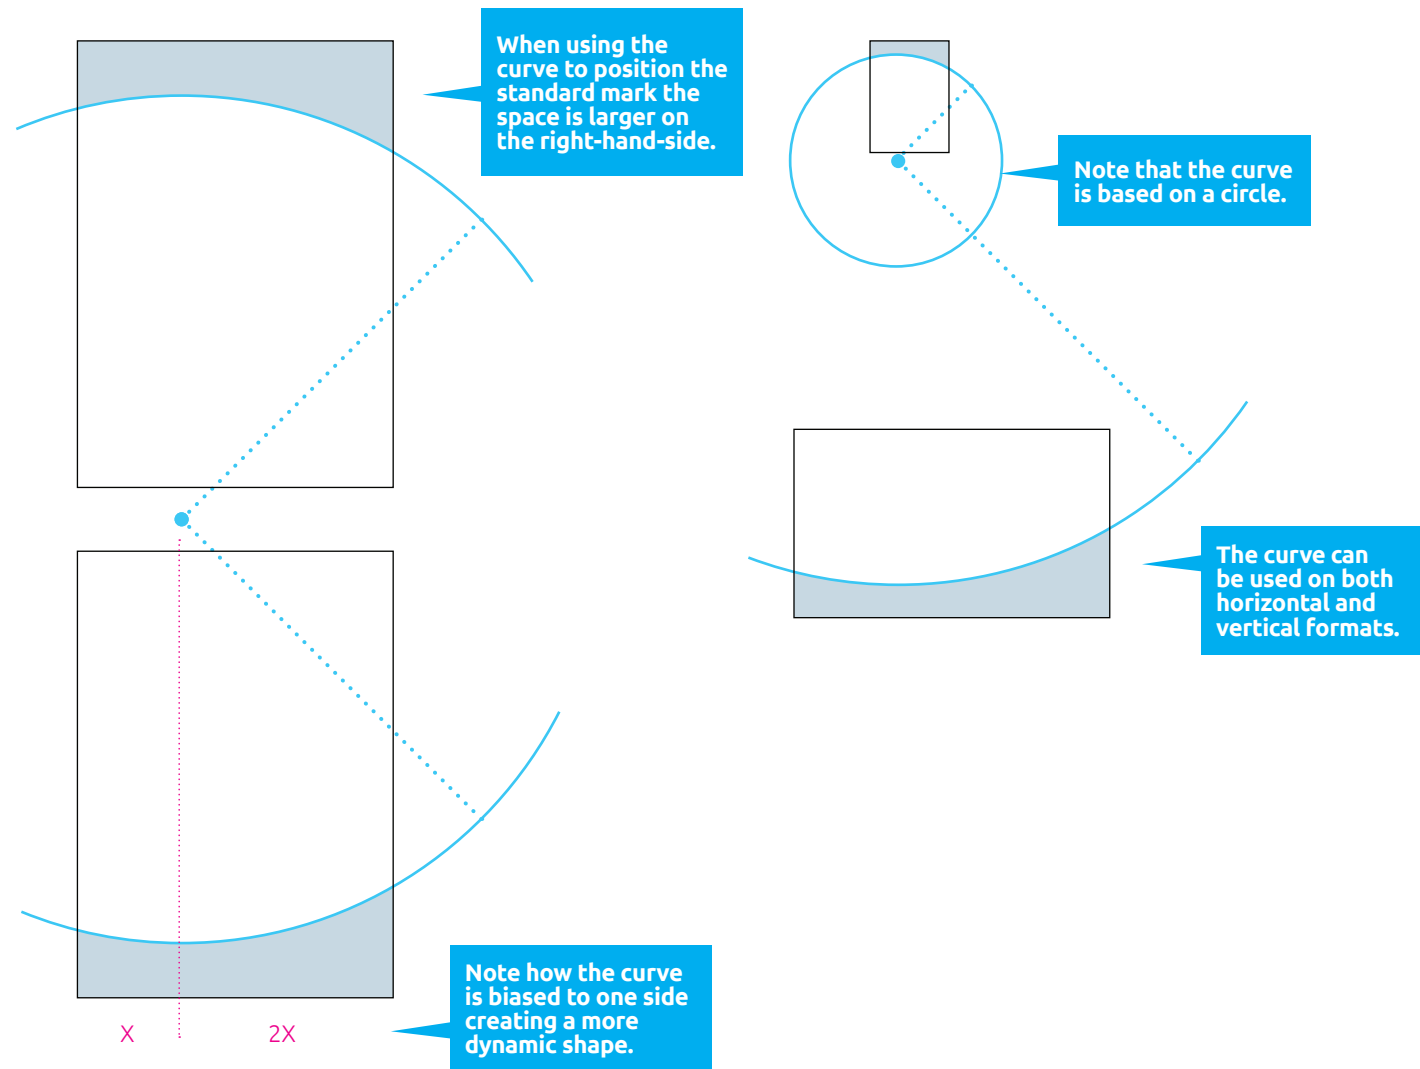 When using the
curve to position the
standard mark the
space is larger on
the right-hand-side.
Note that the curve
is based on a circle.
The curve can
be used on both
horizontal and
vertical formats.
Note how the curve
is biased to one side
creating a more
dynamic shape.
X 2X